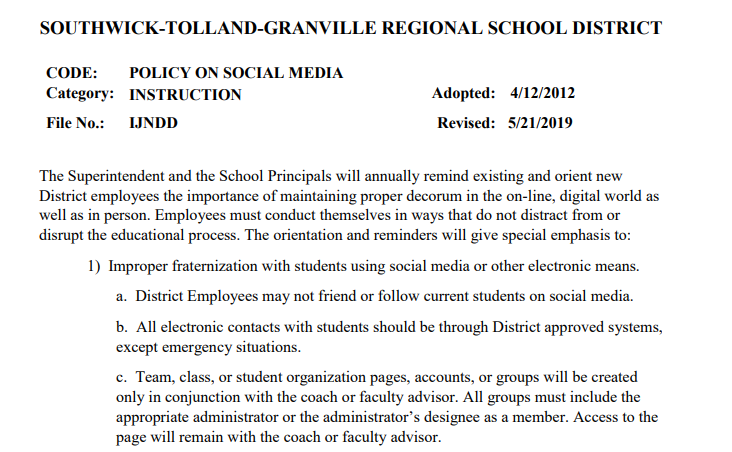 SOUTHWICK-TOLLAND-GRANVILLE REGIONAL SCHOOL DISTRICT
CODE: POLICY ON SOCIAL MEDIA
Category: INSTRUCTION Adopted: 4/12/2012
File No.: IJNDD Revised: 5/21/2019
The Superintendent and the School Principals will annually remind existing and orient new
District employees the importance of maintaining proper decorum in the on-line, digital world as
well as in person. Employees must conduct themselves in ways that do not distract from or
disrupt the educational process. The orientation and reminders will give special emphasis to:
1) Improper fraternization with students using social media or other electronic means.
a. District Employees may not friend or follow current students on social media.
b. All electronic contacts with students should be through District approved systems,
except emergency situations.
c. Team, class, or student organization pages, accounts, or groups will be created
only in conjunction with the coach or faculty advisor. All groups must include the
appropriate administrator or the administrator's designee as a member. Access to the
page will remain with the coach or faculty advisor.